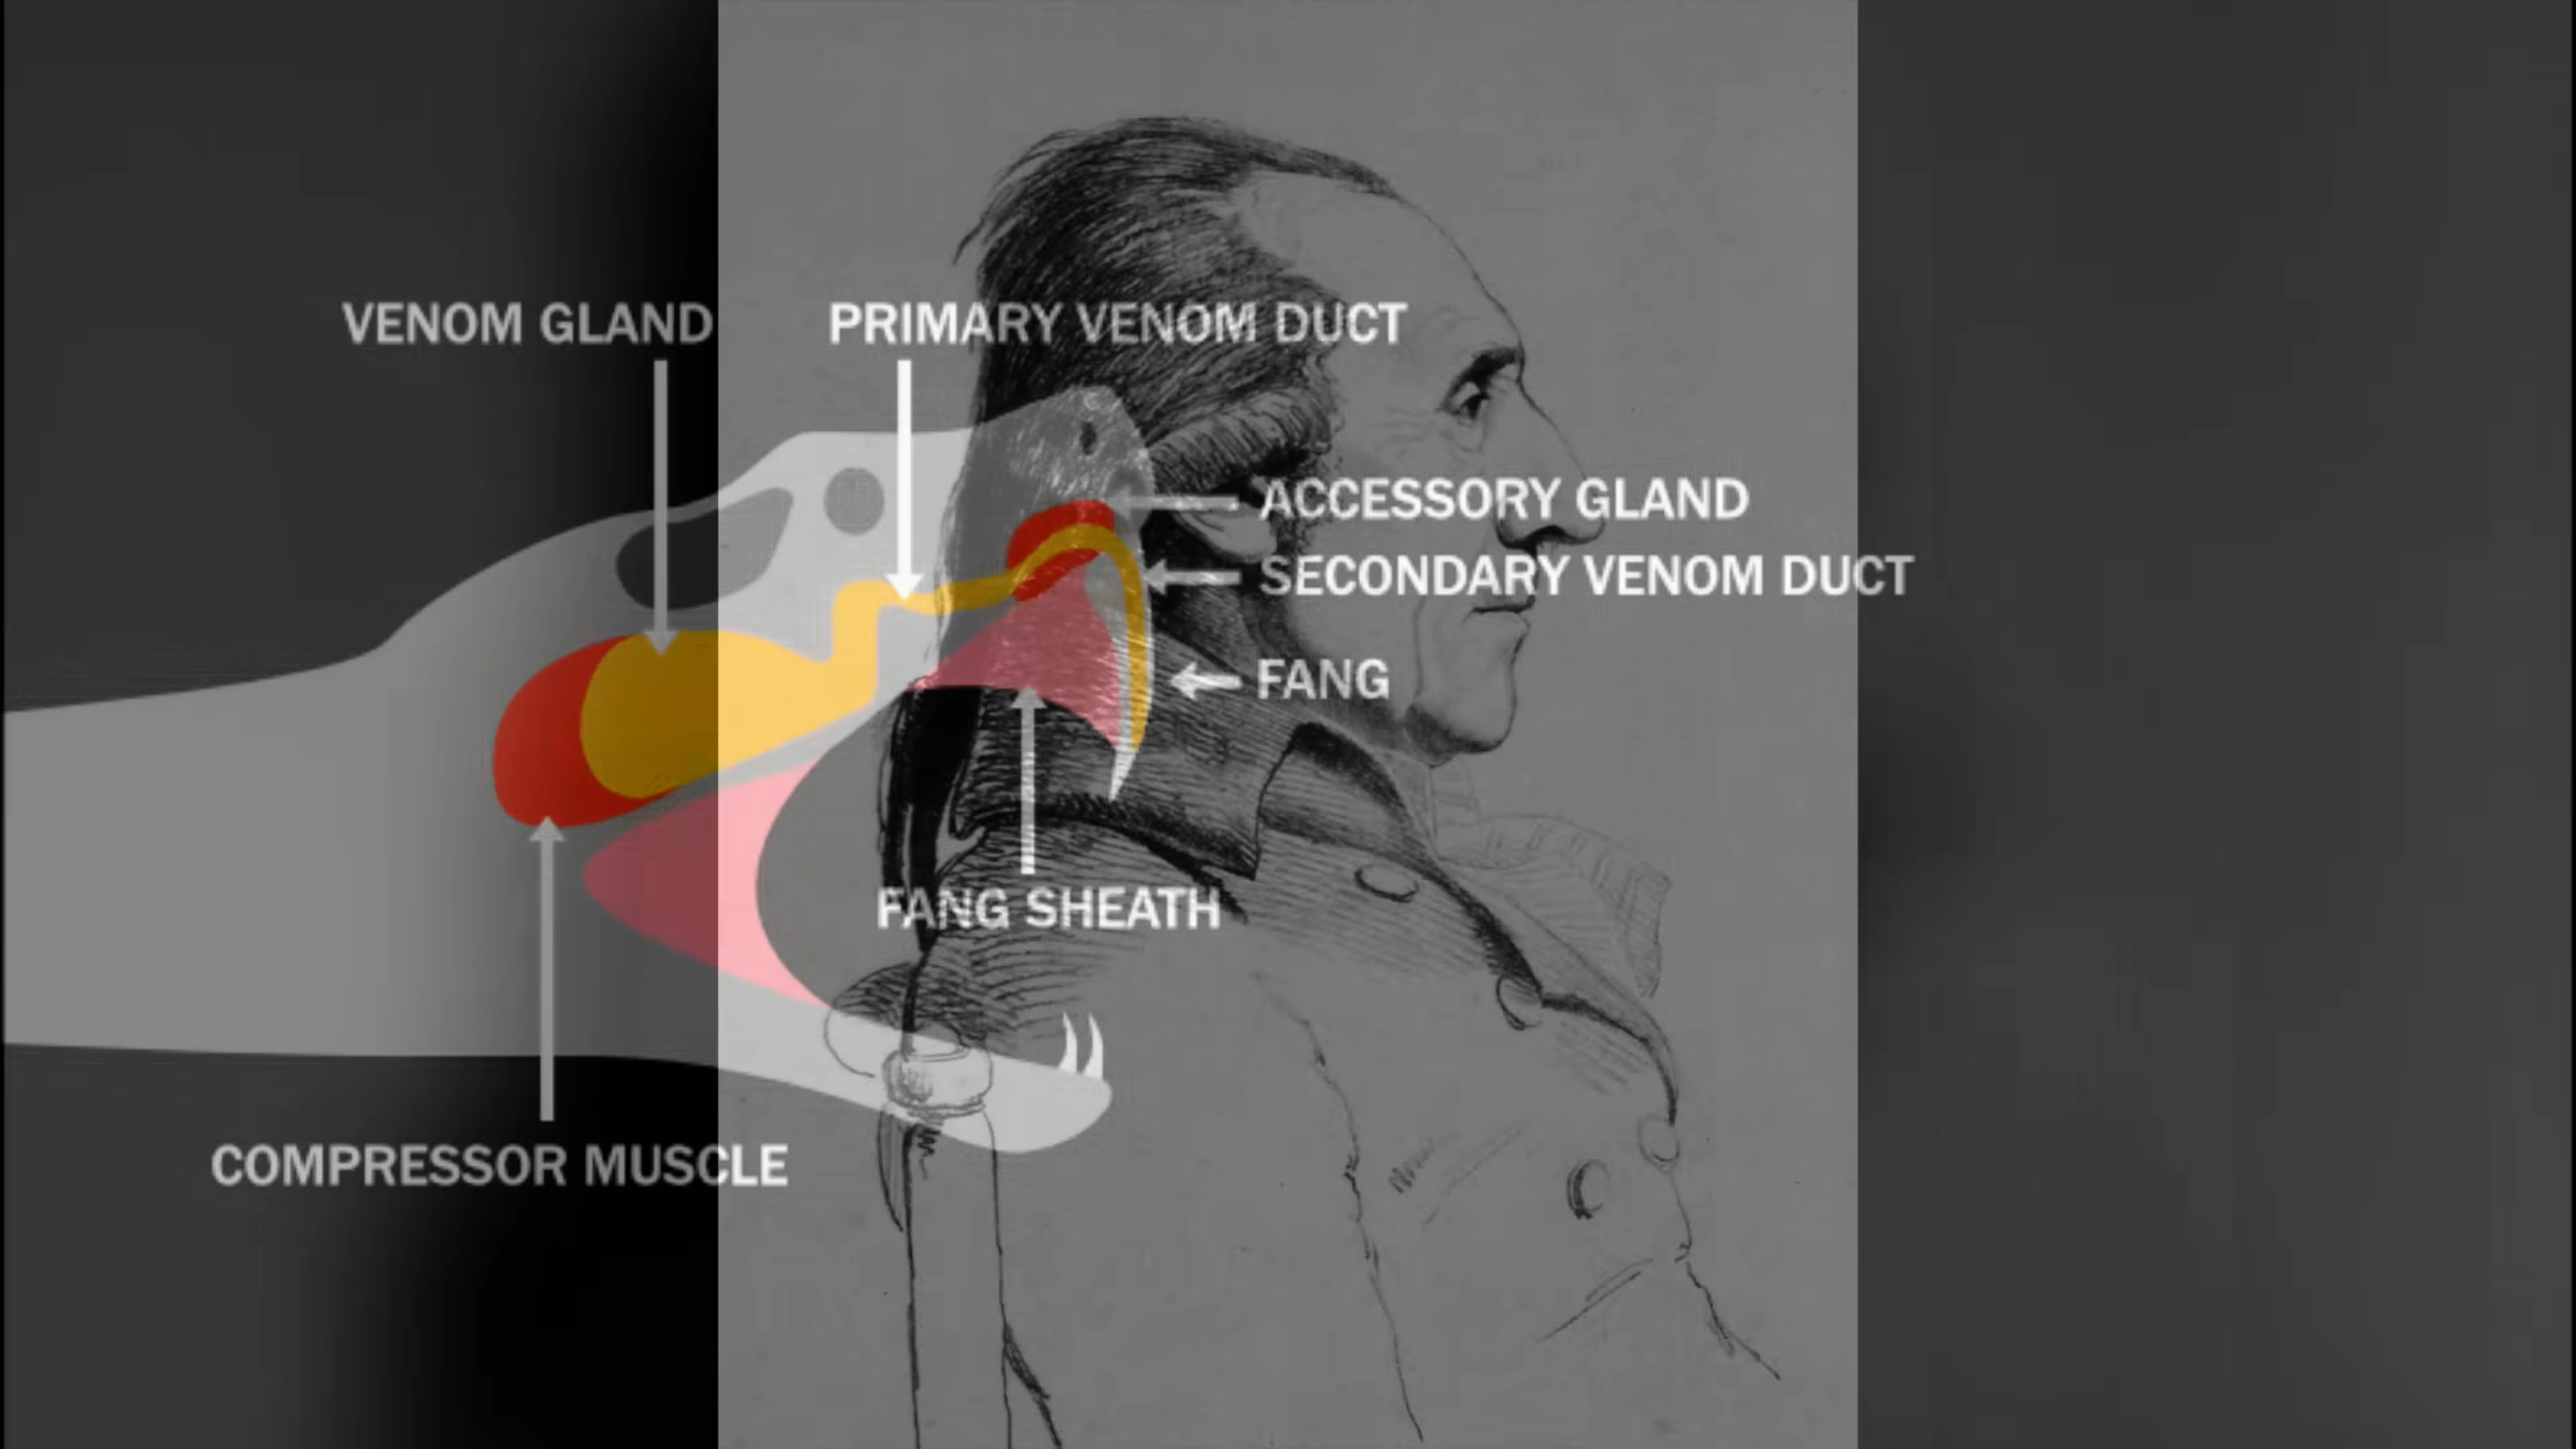 VENOM GLAND
PRIMARY VENOM DUCT
ACCESSORY GLAND
SECONDARY VENOM DUCT
FANG
FANG SHEATH
COMPRESSOR MUSCLE